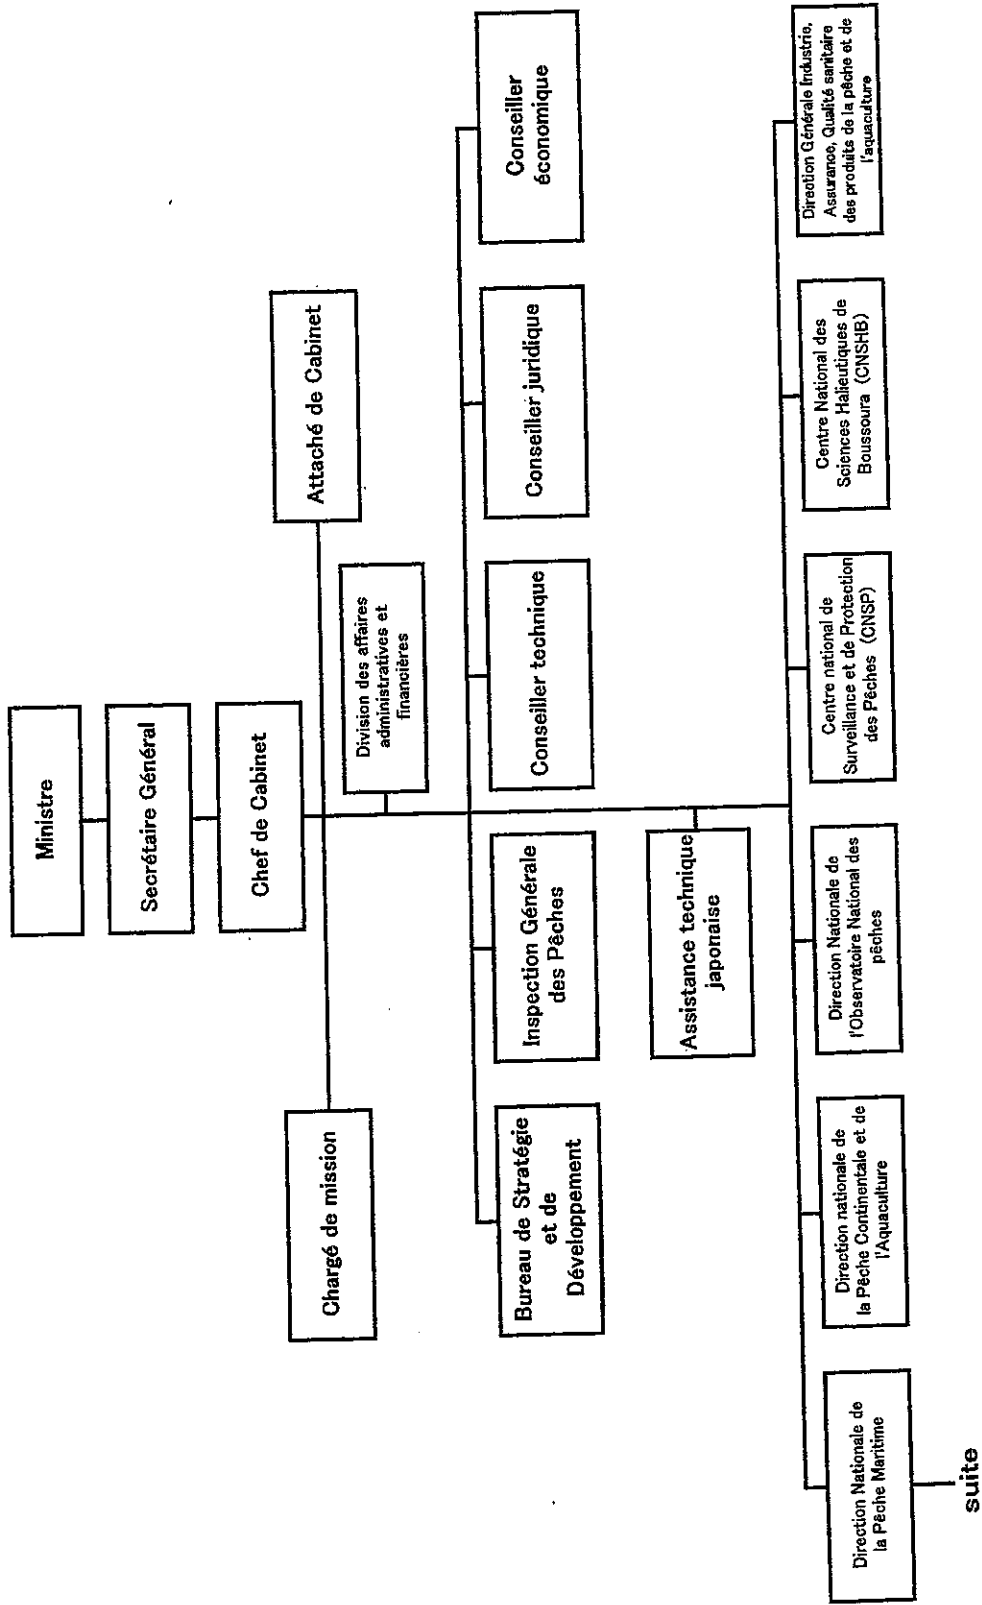 Ministre
Secrétaire Général
Chef de Cabinet
Chargé de mission
Attaché de Cabinet
Division des affaires
administratives et
financières
Bureau de Stratégie
et de
Développement
Inspection Générale
des Pêches
Conseiller technique
Conseiller juridique
Conseiller
économique
Assistance technique
japonaise
Direction Nationale de
la Pêche Maritime
Direction nationale de
la Pêche Continentale et de
l'Aquaculture
Direction Nationale de
l'Observatoire National des
pêches
Centre national de
Surveillance et de Protection
des Pêches (CNSP)
Centre National des
Sciences Halieutiques de
Boussoura (CNSHB)
Direction Générale Industrie,
Assurance, Qualité sanitaire
des produits de la pêche et de
l'aquaculture
suite